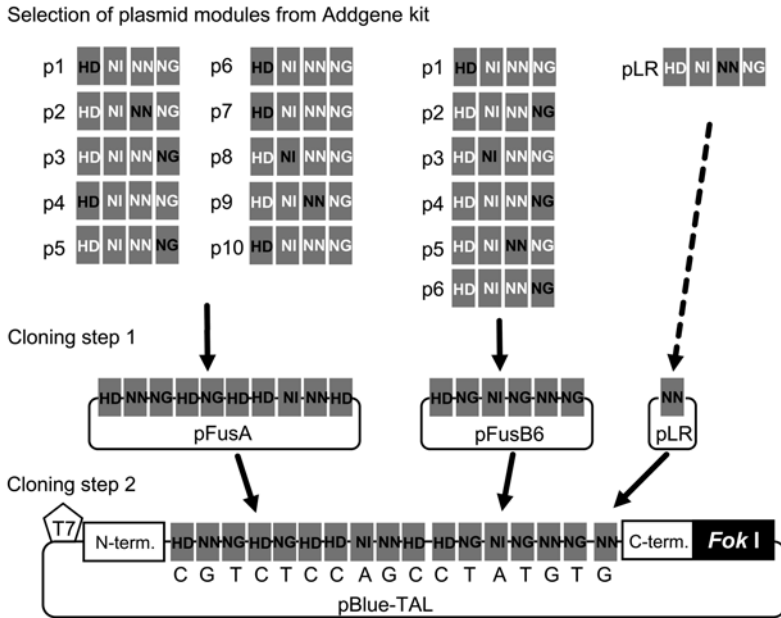 Selection of plasmid modules from Addgene kit
p1 HD NI NN NG p6 HD NI NN NG p1 HD NI NN NG pLR HD NI NN NG
p2 HD NI NN NG p7 HD NI NN NG p2 HD NI NN NG
p3 HD NI NN NG p8 HD NI NN NG p3 HD NI NN NG
p4 HD NI NN NG p9 HD NI NN NG p4 HD NI NN NG
p5 HD NI NN NG p10 HD NI NN NG p5 HD NI NN NG
p6 HD NI NN NG
Cloning step 1
HD NN NG HD NG HD HD NI NN HD HD NG NI NG NN NG NN
pFusA pFusB6 pLR
Cloning step 2
T7 N-term. HD NN NG HD NG HD HD NI NN HD HD NG NI NG NN NG NN C-term. Fok I
C G T C T C C A G C C T A T G T G
pBlue-TAL